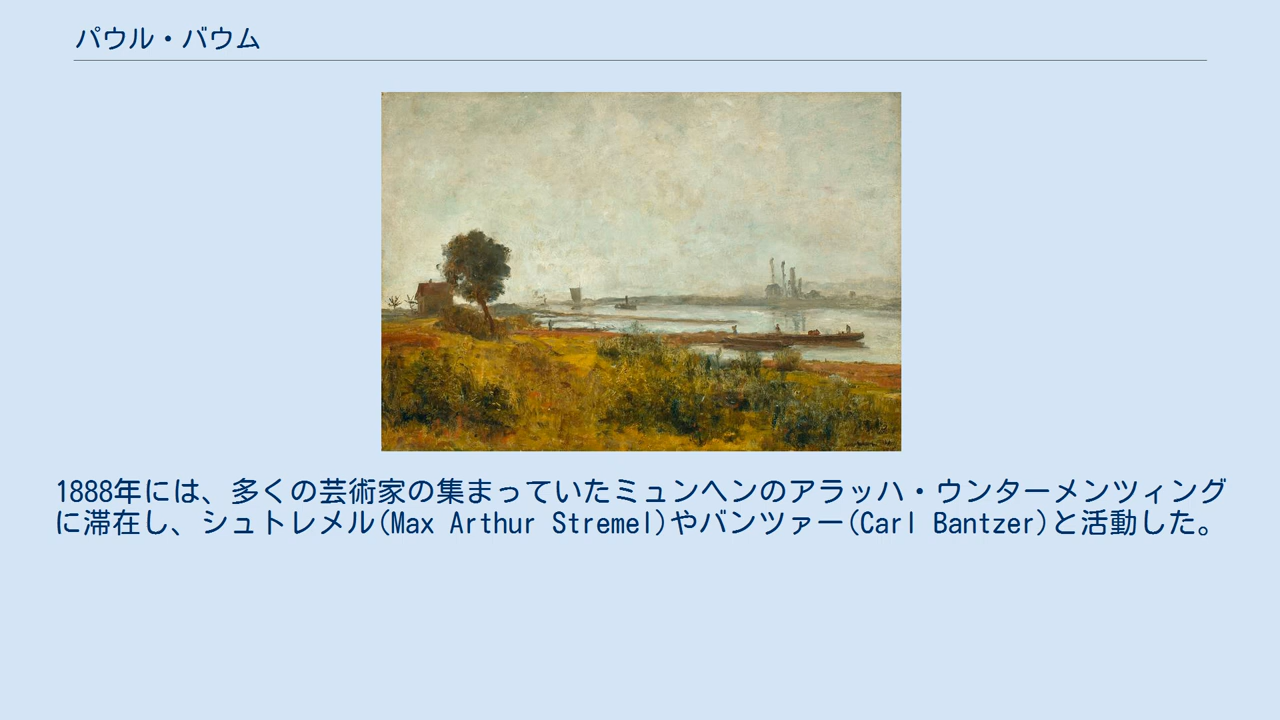 パウル・バウム
1888年には、多くの芸術家の集まっていたミュンヘンのアラッハ・ウンターメンツィング
に滞在し、シュトレメル(Max Arthur Stremel)やバンツァー(Carl Bantzer)と活動した。